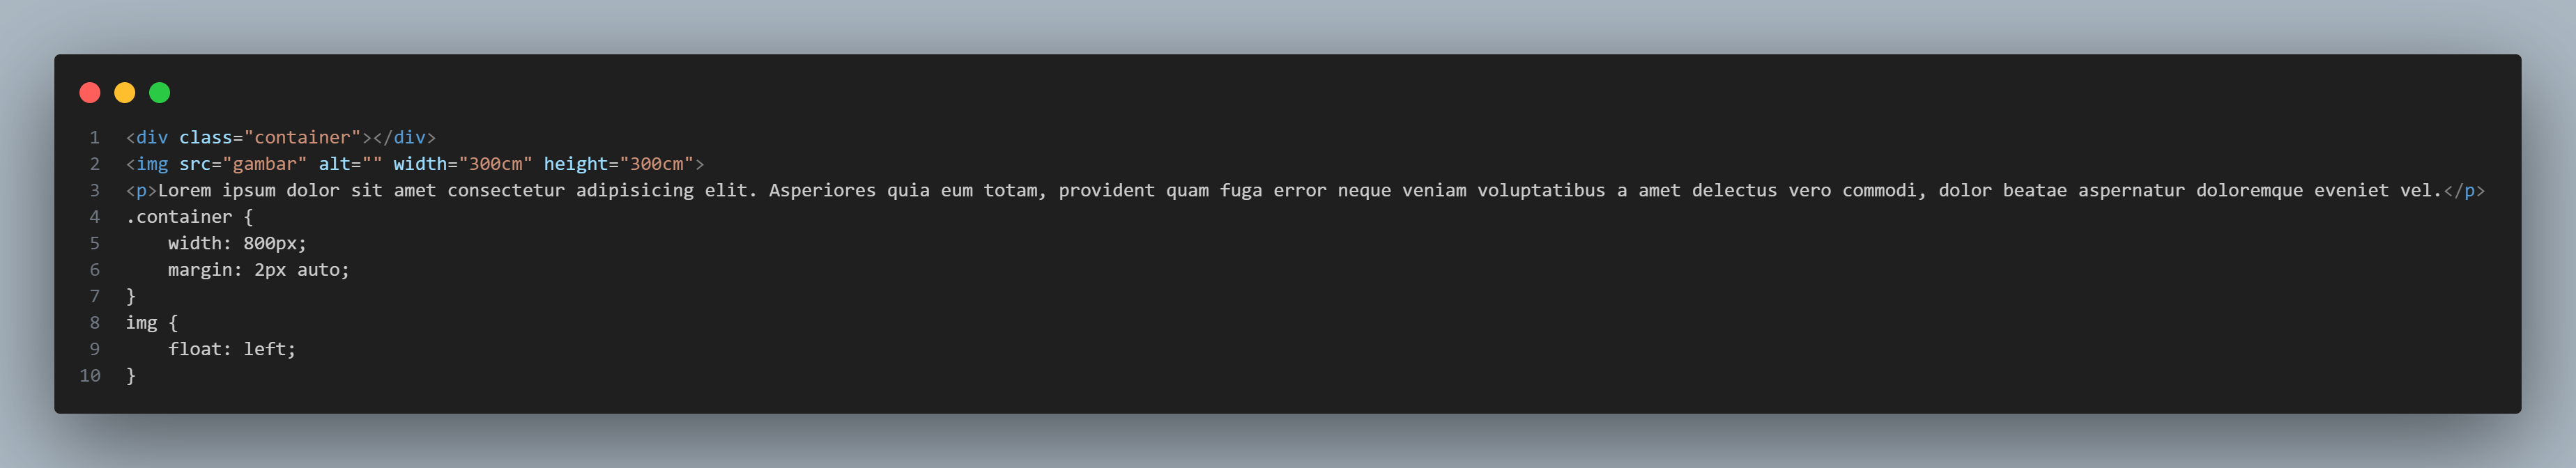 1 <div class="container"></div>
2 <img src="gambar" alt="" width="300cm" height="300cm">
3 <p>Lorem ipsum dolor sit amet consectetur adipisicing elit. Asperiores quia eum totam, provident quam fuga error neque veniam voluptatibus a amet delectus vero commodi, dolor beatae aspernatur doloremque eveniet vel.</p>
4 .container {
5     width: 800px;
6     margin: 2px auto;
7 }
8 img {
9     float: left;
10 }